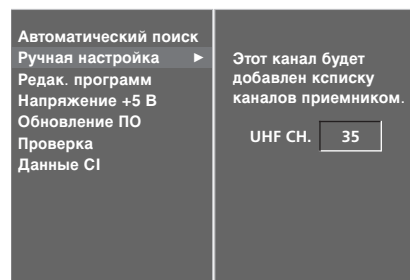 Автоматический поиск
Ручная настройка ►
Редак. программ
Напряжение +5 В
Обновление ПО
Проверка
Данные CI
Этот канал будет
добавлен ксписку
каналов приемником.
UHF CH. 35